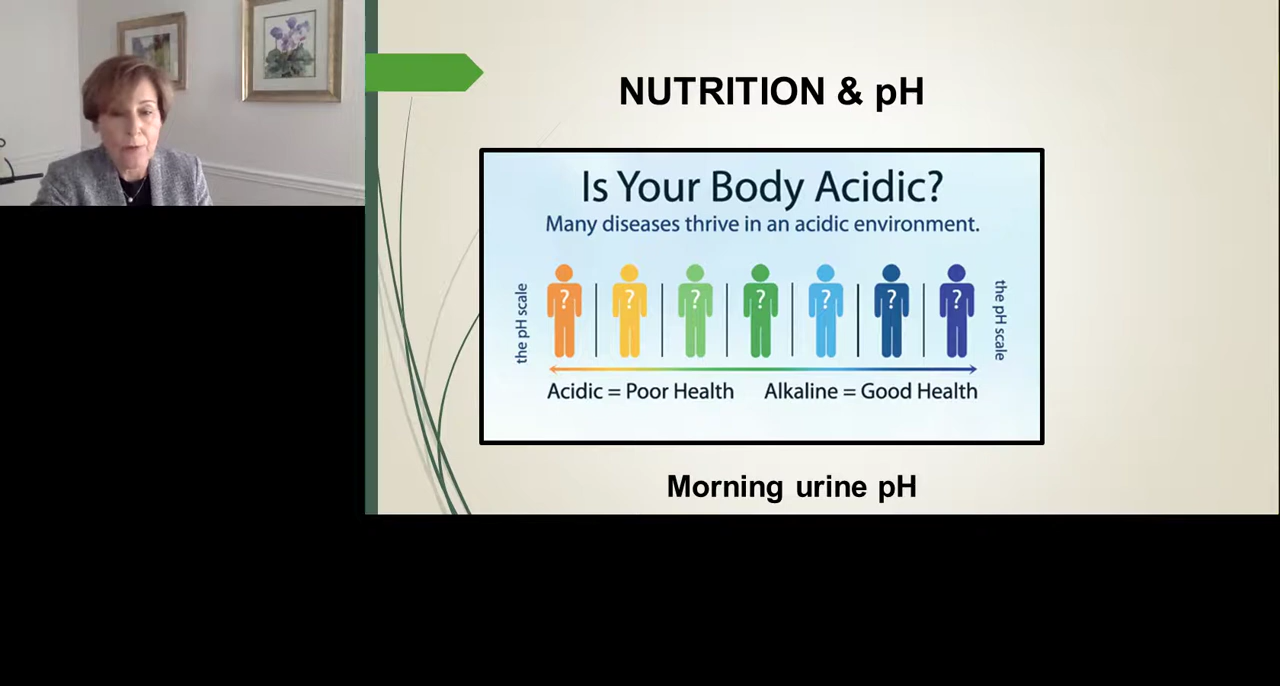 NUTRITION & pH
Is Your Body Acidic?
Many diseases thrive in an acidic environment.
the pH scale
? ? ? ? ? ? ?
the pH scale
Acidic = Poor Health Alkaline = Good Health
Morning urine pH